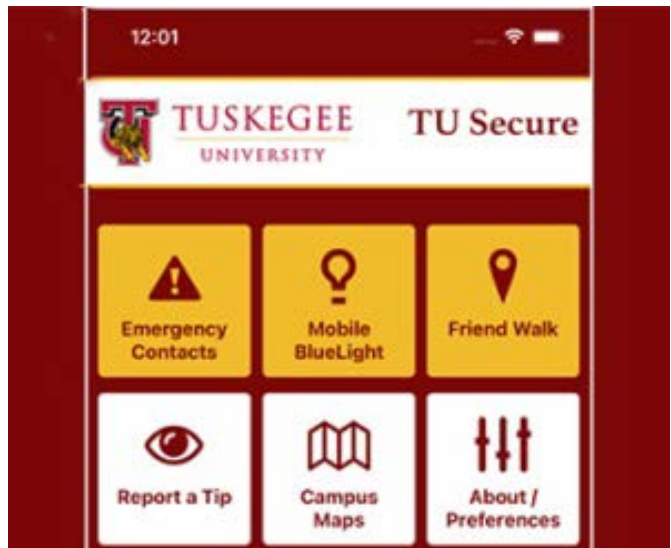 12:01
TUSKEGEE
UNIVERSITY
TU Secure
Emergency
Contacts
Mobile
BlueLight
Friend Walk
Report a Tip
Campus
Maps
About /
Preferences